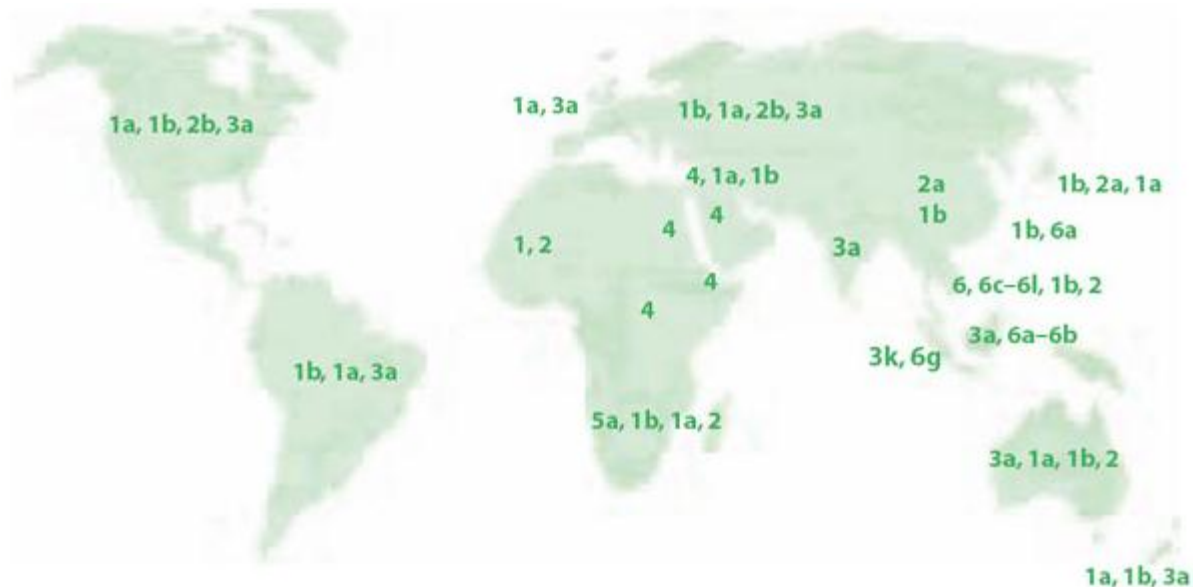 1a, 3a
1b, 1a, 2b, 3a
1a, 1b, 2b, 3a
4, 1a, 1b
2a
1b, 2a, 1a
4
1b
4
1b, 6a
1, 2
3a
4
6, 6c–6l, 1b, 2
4
3a, 6a–6b
3k, 6g
1b, 1a, 3a
5a, 1b, 1a, 2
3a, 1a, 1b, 2
1a, 1b, 3a